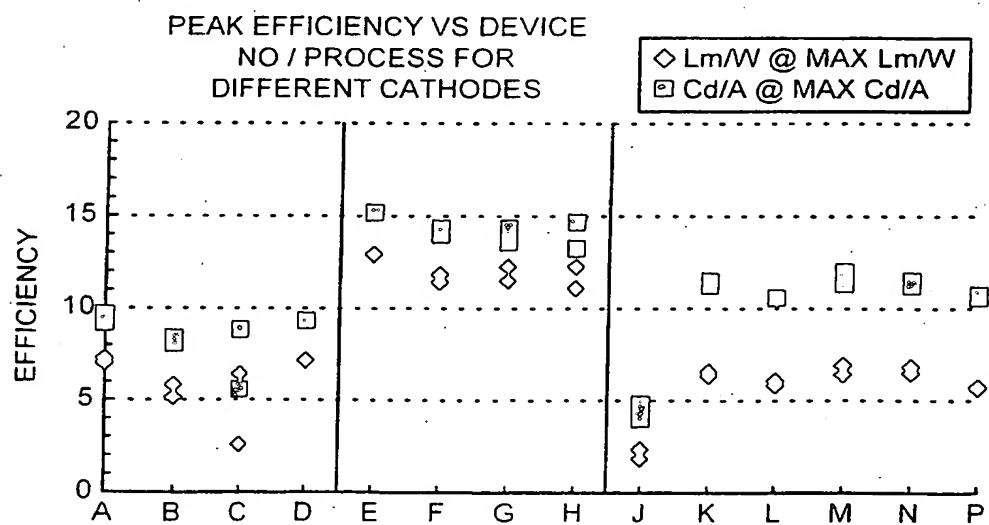 PEAK EFFICIENCY VS DEVICE
NO / PROCESS FOR
DIFFERENT CATHODES
Lm/W @ MAX Lm/W
Cd/A @ MAX Cd/A
EFFICIENCY
20
15
10
5
0
A B C D E F G H J K L M N P